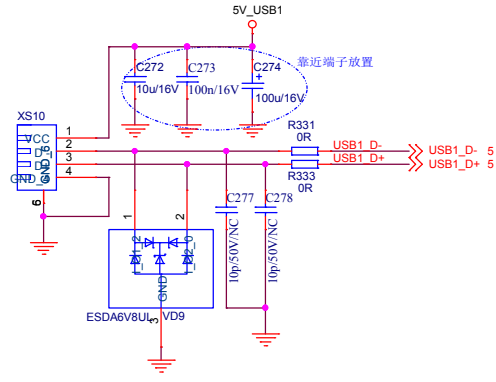 5V_USB1
C272
10u/16V
C273
100n/16V
C274
+
100u/16V
靠近端子放置
XS10
VCC
1
2
3
4
6
R331
0R
USB1_D-
USB1_D+
R333
0R
USB1_D- 5
USB1_D+ 5
C277
C278
10p/50V/NC
10p/50V/NC
1
2
GND
3
ESDA6V8UL
VD9